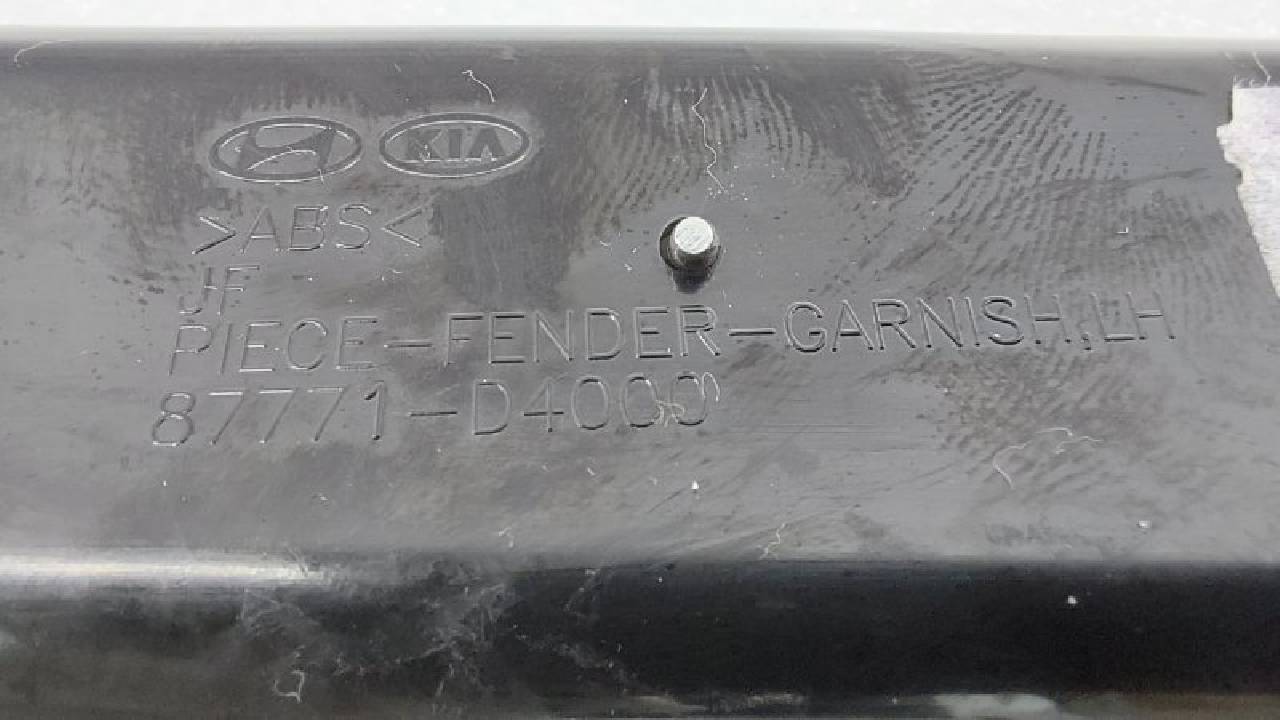 KIA
>ABS<
JF
PIECE-FENDER-GARNISH,LH
87771-D4000